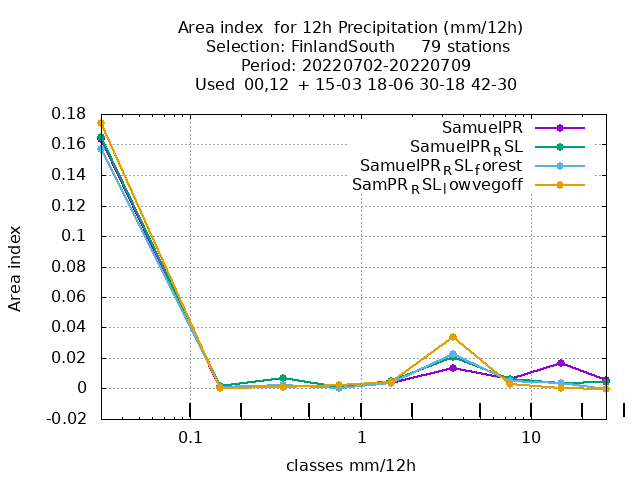 Area index  for 12h Precipitation (mm/12h)
Selection: FinlandSouth     79 stations
Period: 20220702-20220709
Used  00,12  + 15-03 18-06 30-18 42-30
SamuelPR
SamuelPR_RSL
SamuelPR_RSL_forest
SamPR_RSL_lowvegoff
0.18
0.16
0.14
0.12
0.1
0.08
0.06
0.04
0.02
0
-0.02
Area index
0.1
1
10
classes mm/12h